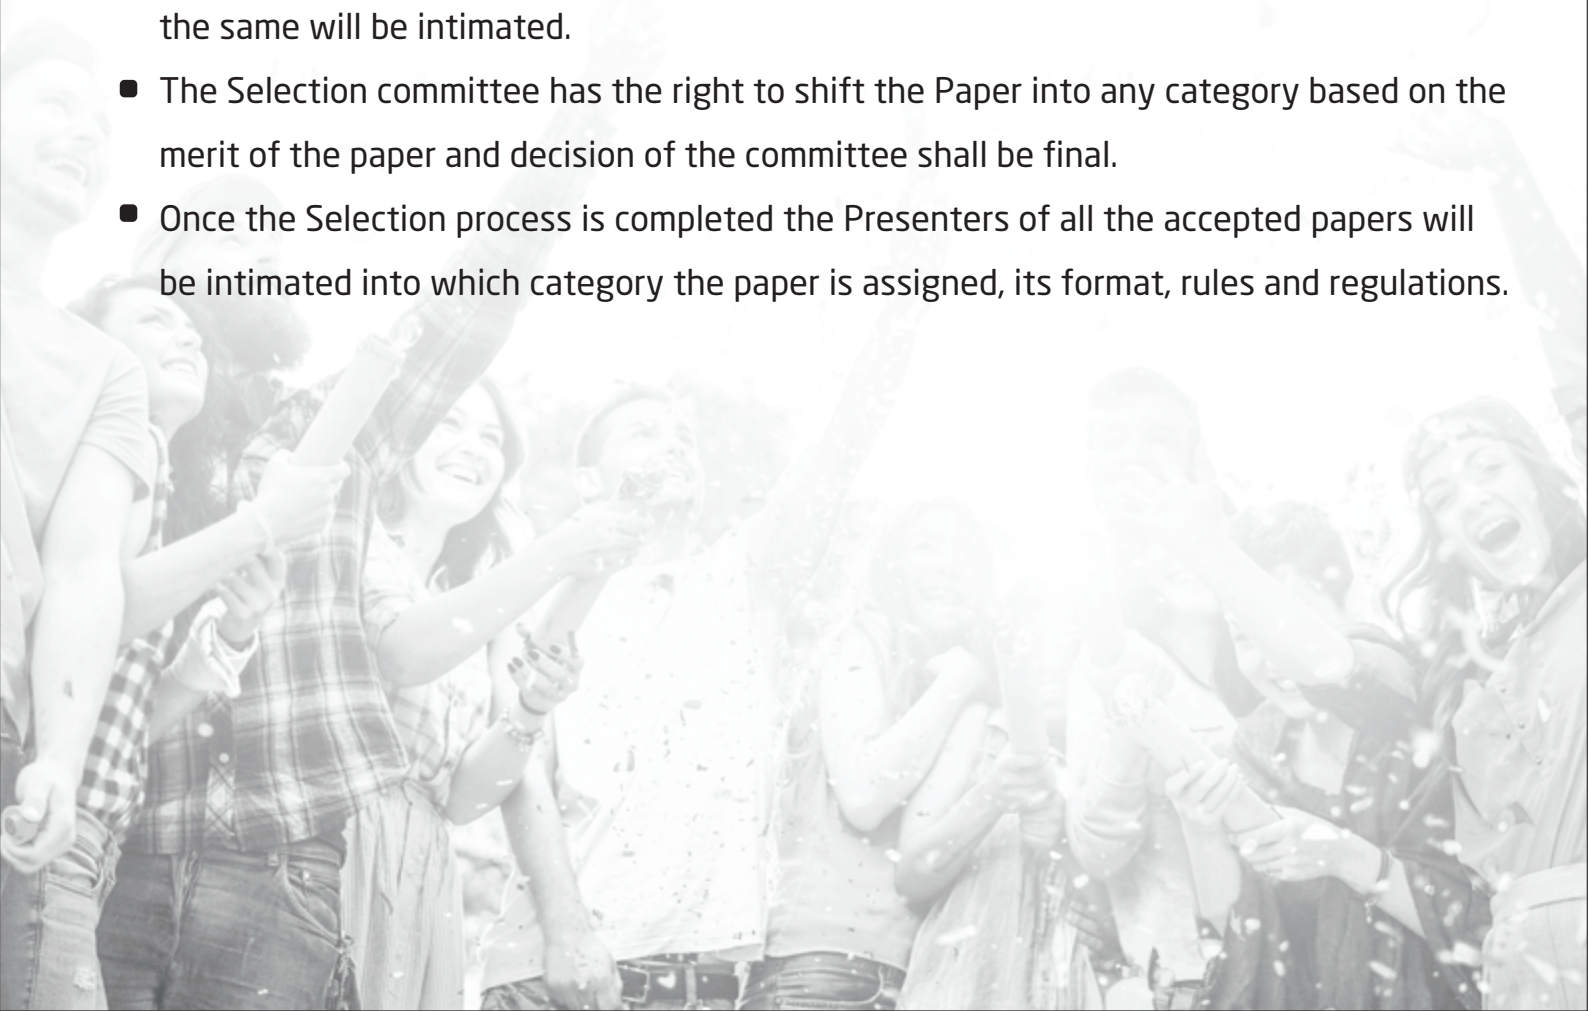 the same will be intimated.
The Selection committee has the right to shift the Paper into any category based on the
merit of the paper and decision of the committee shall be final.
Once the Selection process is completed the Presenters of all the accepted papers will
be intimated into which category the paper is assigned, its format, rules and regulations.